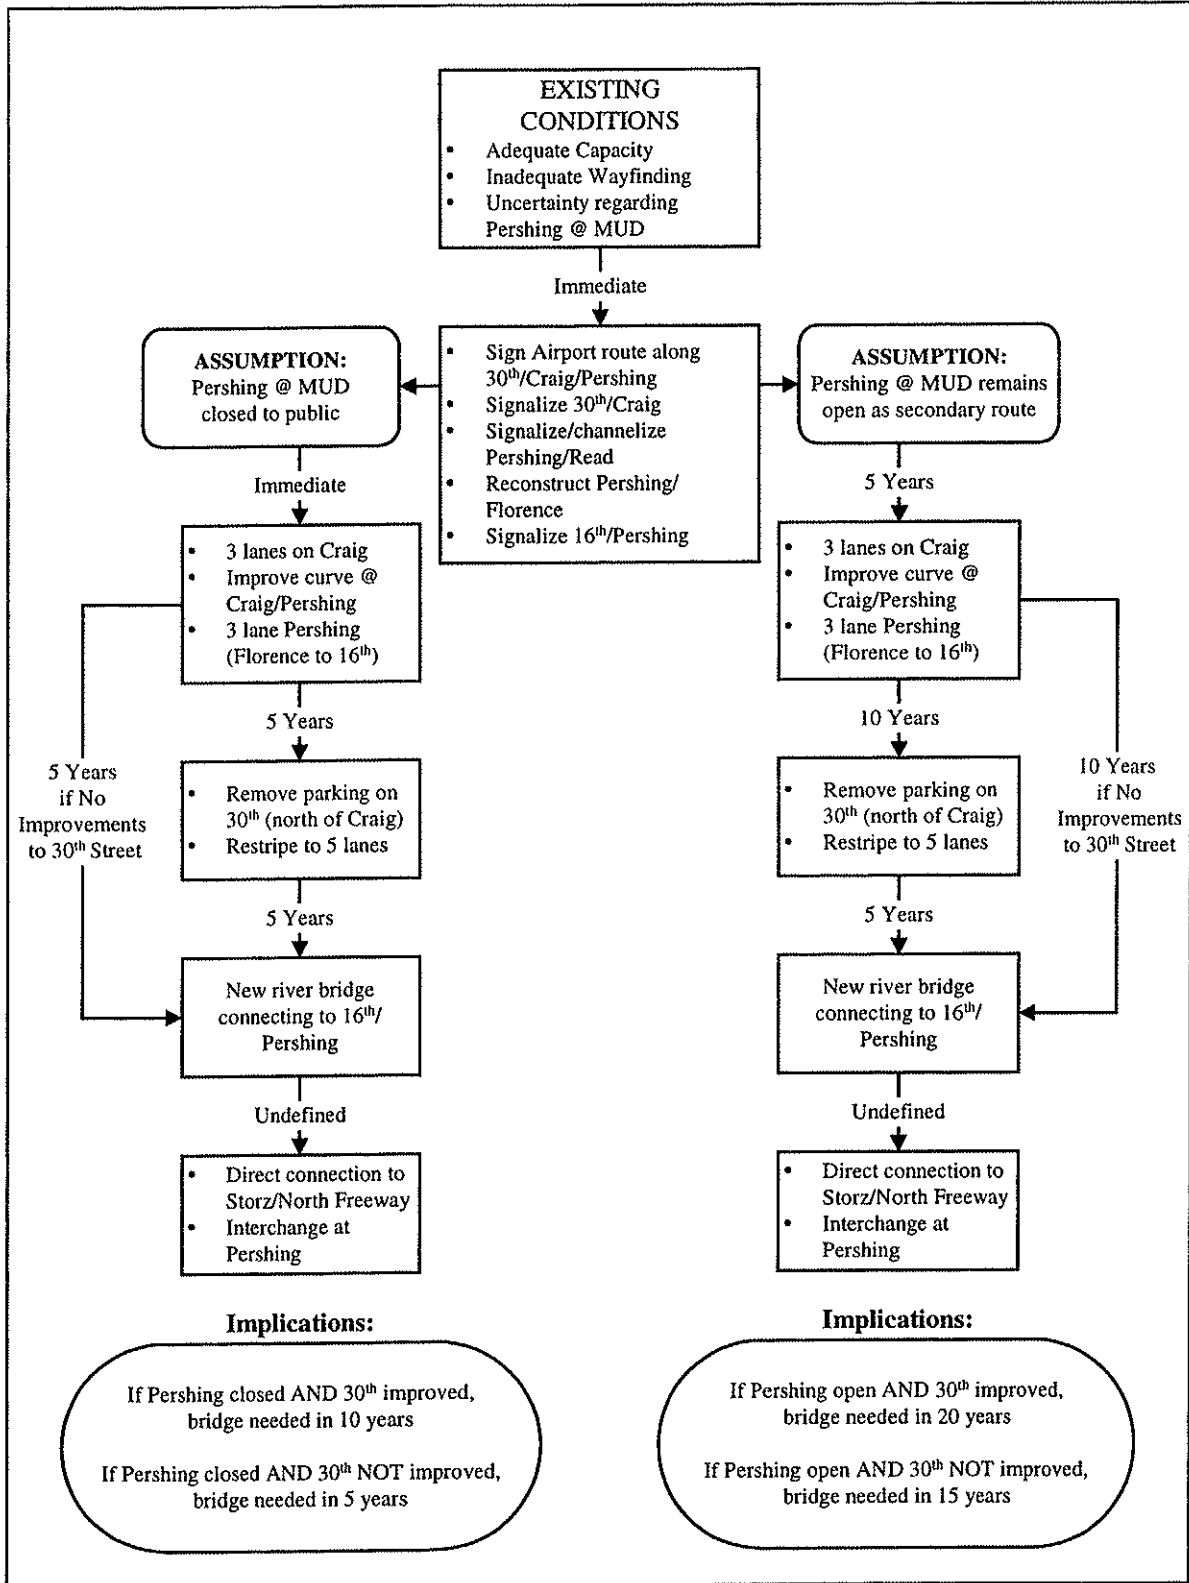 EXISTING
CONDITIONS
• Adequate Capacity
• Inadequate Wayfinding
• Uncertainty regarding
Pershing @ MUD
Immediate
• Sign Airport route along
30th/Craig/Pershing
• Signalize 30th/Craig
• Signalize/channelize
Pershing/Read
• Reconstruct Pershing/
Florence
• Signalize 16th/Pershing
ASSUMPTION:
Pershing @ MUD
closed to public
Immediate
• 3 lanes on Craig
• Improve curve @
Craig/Pershing
• 3 lane Pershing
(Florence to 16th)
5 Years
if No
Improvements
to 30th Street
5 Years
• Remove parking on
30th (north of Craig)
• Restripe to 5 lanes
5 Years
New river bridge
connecting to 16th/
Pershing
Undefined
• Direct connection to
Storz/North Freeway
• Interchange at
Pershing
Implications:
If Pershing closed AND 30th improved,
bridge needed in 10 years
If Pershing closed AND 30th NOT improved,
bridge needed in 5 years
ASSUMPTION:
Pershing @ MUD remains
open as secondary route
5 Years
• 3 lanes on Craig
• Improve curve @
Craig/Pershing
• 3 lane Pershing
(Florence to 16th)
10 Years
10 Years
if No
Improvements
to 30th Street
• Remove parking on
30th (north of Craig)
• Restripe to 5 lanes
5 Years
New river bridge
connecting to 16th/
Pershing
Undefined
• Direct connection to
Storz/North Freeway
• Interchange at
Pershing
Implications:
If Pershing open AND 30th improved,
bridge needed in 20 years
If Pershing open AND 30th NOT improved,
bridge needed in 15 years